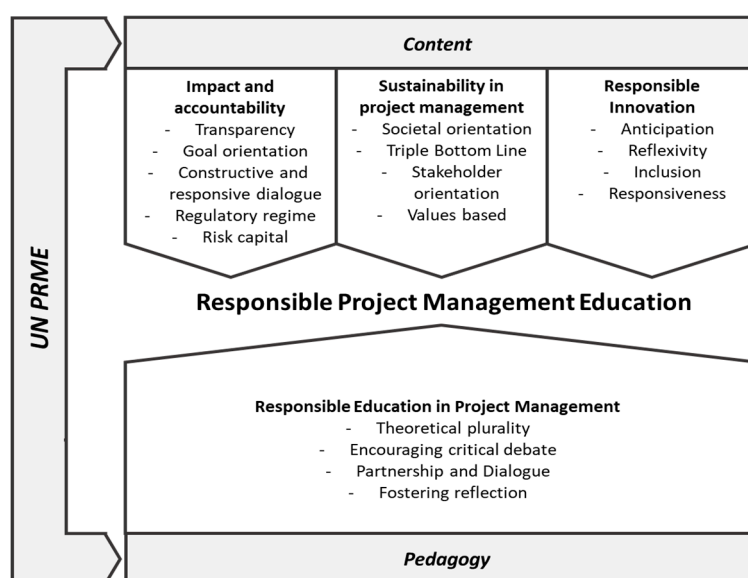 Content
Impact and
accountability
- Transparency
- Goal orientation
- Constructive and
responsive dialogue
- Regulatory regime
- Risk capital
Sustainability in
project management
- Societal orientation
- Triple Bottom Line
- Stakeholder
orientation
- Values based
Responsible
Innovation
- Anticipation
- Reflexivity
- Inclusion
- Responsiveness
UN PRME
Responsible Project Management Education
Responsible Education in Project Management
- Theoretical plurality
- Encouraging critical debate
- Partnership and Dialogue
- Fostering reflection
Pedagogy